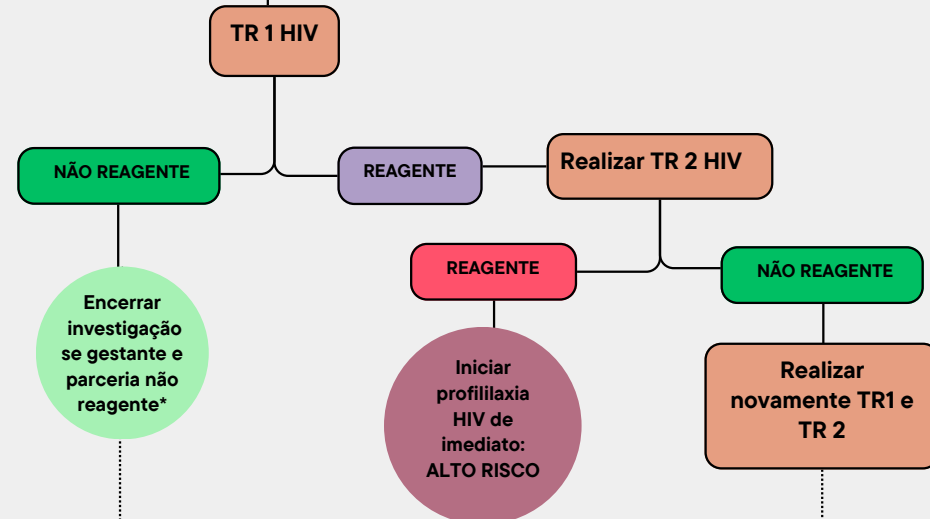 TR 1 HIV
NÃO REAGENTE
REAGENTE
Realizar TR 2 HIV
REAGENTE
NÃO REAGENTE
Encerrar
investigação
se gestante e
parceria não
reagente*
Iniciar
profililaxia
HIV de
imediato:
ALTO RISCO
Realizar
novamente TR1 e
TR 2